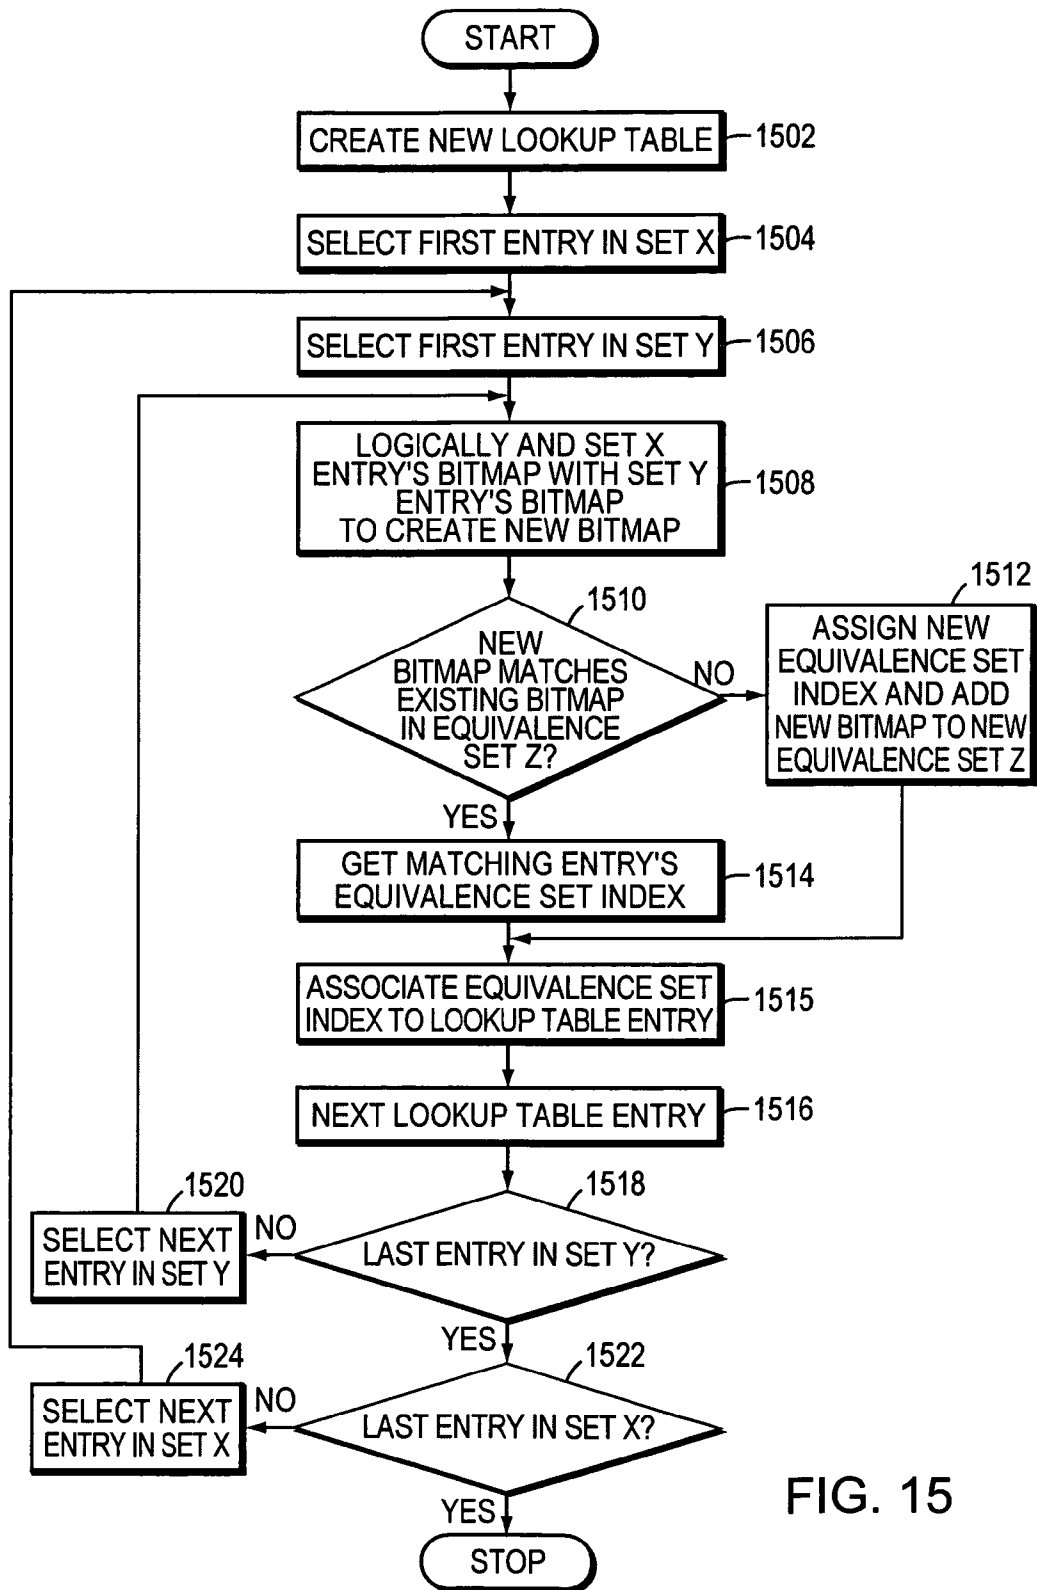 START
CREATE NEW LOOKUP TABLE
1502
SELECT FIRST ENTRY IN SET X
1504
SELECT FIRST ENTRY IN SET Y
1506
LOGICALLY AND SET X
ENTRY'S BITMAP WITH SET Y
ENTRY'S BITMAP
TO CREATE NEW BITMAP
1508
1510
NEW
BITMAP MATCHES
EXISTING BITMAP
IN EQUIVALENCE
SET Z?
NO
1512
ASSIGN NEW
EQUIVALENCE SET
INDEX AND ADD
NEW BITMAP TO NEW
EQUIVALENCE SET Z
YES
GET MATCHING ENTRY'S
EQUIVALENCE SET INDEX
1514
ASSOCIATE EQUIVALENCE SET
INDEX TO LOOKUP TABLE ENTRY
1515
NEXT LOOKUP TABLE ENTRY
1516
1518
LAST ENTRY IN SET Y?
NO
1520
SELECT NEXT
ENTRY IN SET Y
YES
1522
LAST ENTRY IN SET X?
NO
1524
SELECT NEXT
ENTRY IN SET X
YES
STOP
FIG. 15